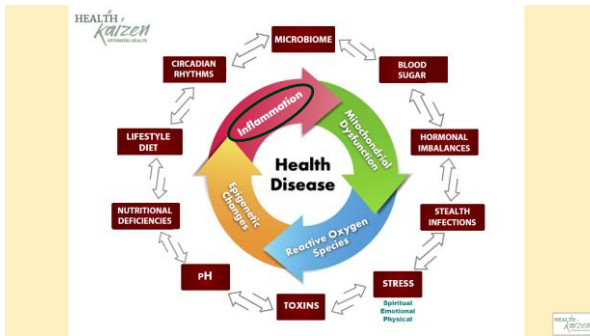 HEALTH
Kaizen
OPTIMIZING HEALTH
MICROBIOME
CIRCADIAN
RHYTHMS
BLOOD
SUGAR
Inflammation
Mitochondrial
Dysfunction
LIFESTYLE
DIET
HORMONAL
IMBALANCES
Health
Disease
Epigenetic
Changes
NUTRITIONAL
DEFICIENCIES
STEALTH
INFECTIONS
Reactive Oxygen
Species
pH
STRESS
TOXINS
Spiritual
Emotional
Physical
HEALTH
Kaizen